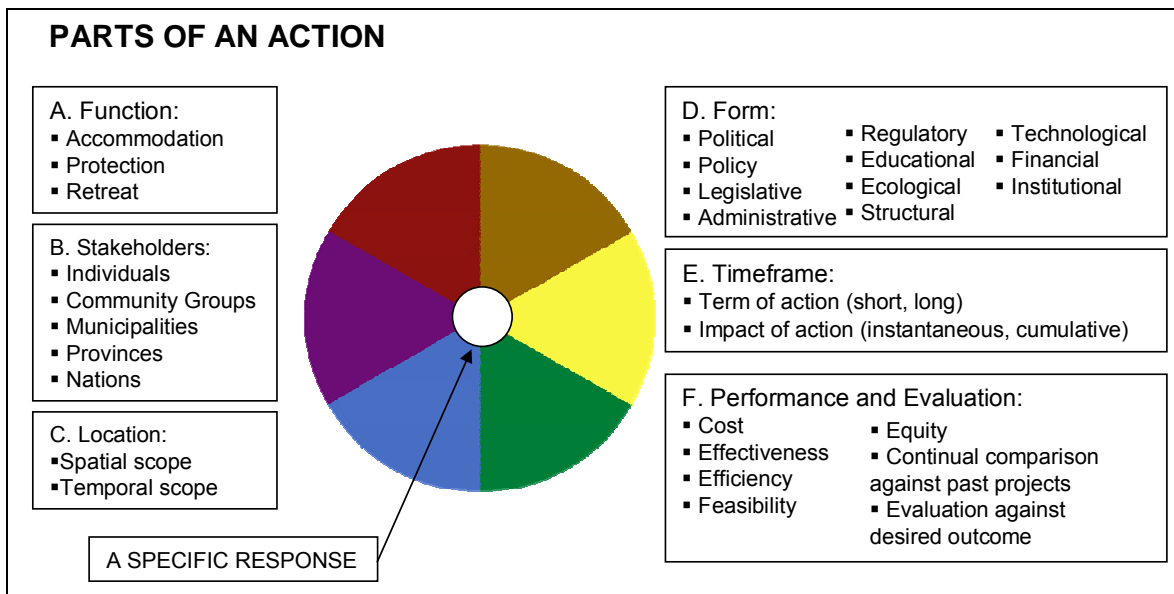 PARTS OF AN ACTION
A. Function:
▪ Accommodation
▪ Protection
▪ Retreat
B. Stakeholders:
▪ Individuals
▪ Community Groups
▪ Municipalities
▪ Provinces
▪ Nations
C. Location:
▪Spatial scope
▪Temporal scope
A SPECIFIC RESPONSE
D. Form:
▪ Political
▪ Policy
▪ Legislative
▪ Administrative
▪ Regulatory
▪ Educational
▪ Ecological
▪ Structural
▪ Technological
▪ Financial
▪ Institutional
E. Timeframe:
▪ Term of action (short, long)
▪ Impact of action (instantaneous, cumulative)
F. Performance and Evaluation:
▪ Cost
▪ Effectiveness
▪ Efficiency
▪ Feasibility
▪ Equity
▪ Continual comparison
against past projects
▪ Evaluation against
desired outcome